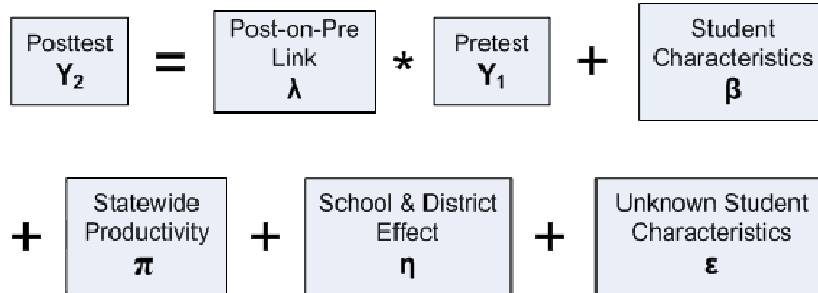 Posttest
Y₂
=
Post-on-Pre
Link
λ
*
Pretest
Y₁
+
Student
Characteristics
β
+
Statewide
Productivity
π
+
School & District
Effect
η
+
Unknown Student
Characteristics
ε